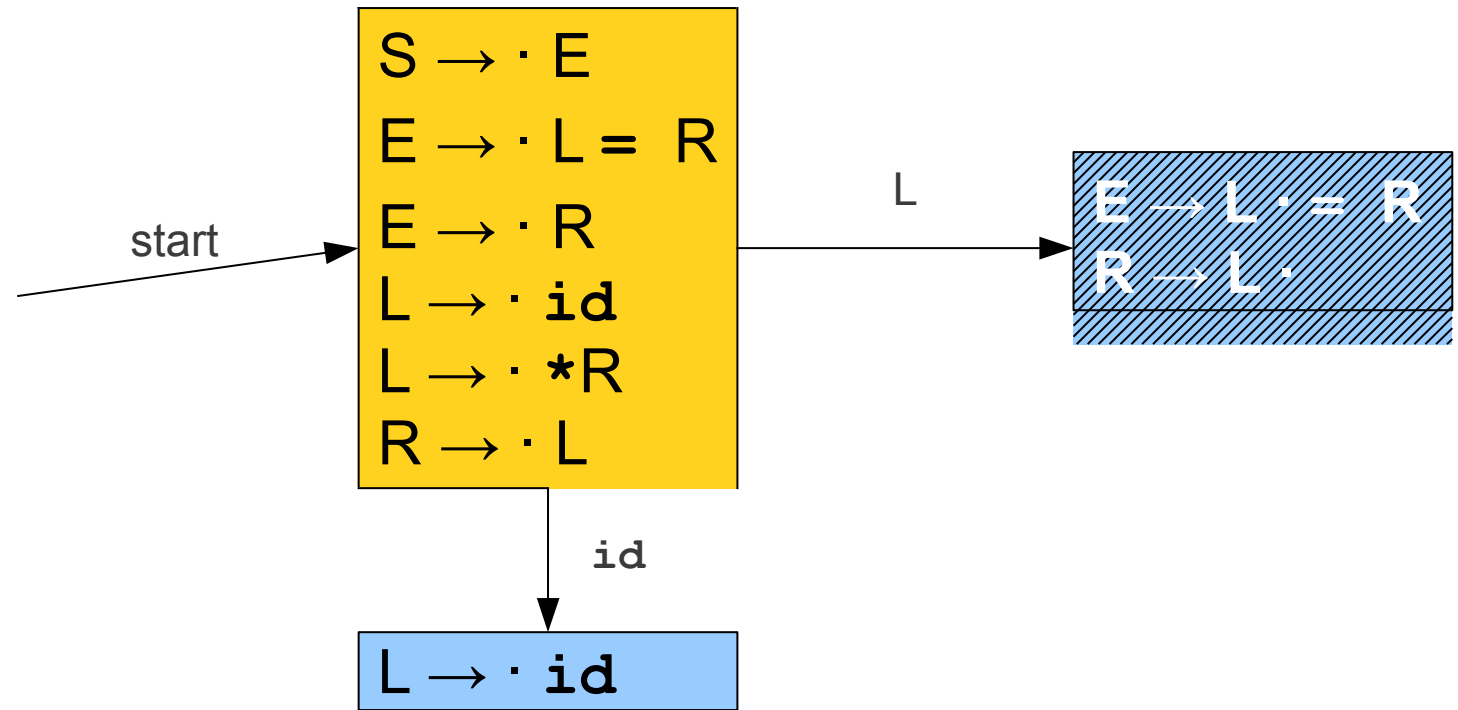 start
S → · E
E → · L = R
E → · R
L → · id
L → · *R
R → · L
L
E → L · = R
R → L ·
id
L → · id